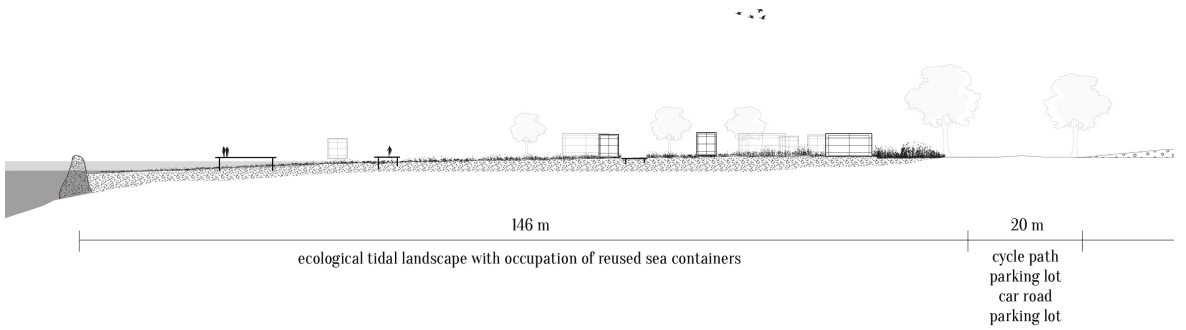 146 m
20 m
ecological tidal landscape with occupation of reused sea containers
cycle path
parking lot
car road
parking lot